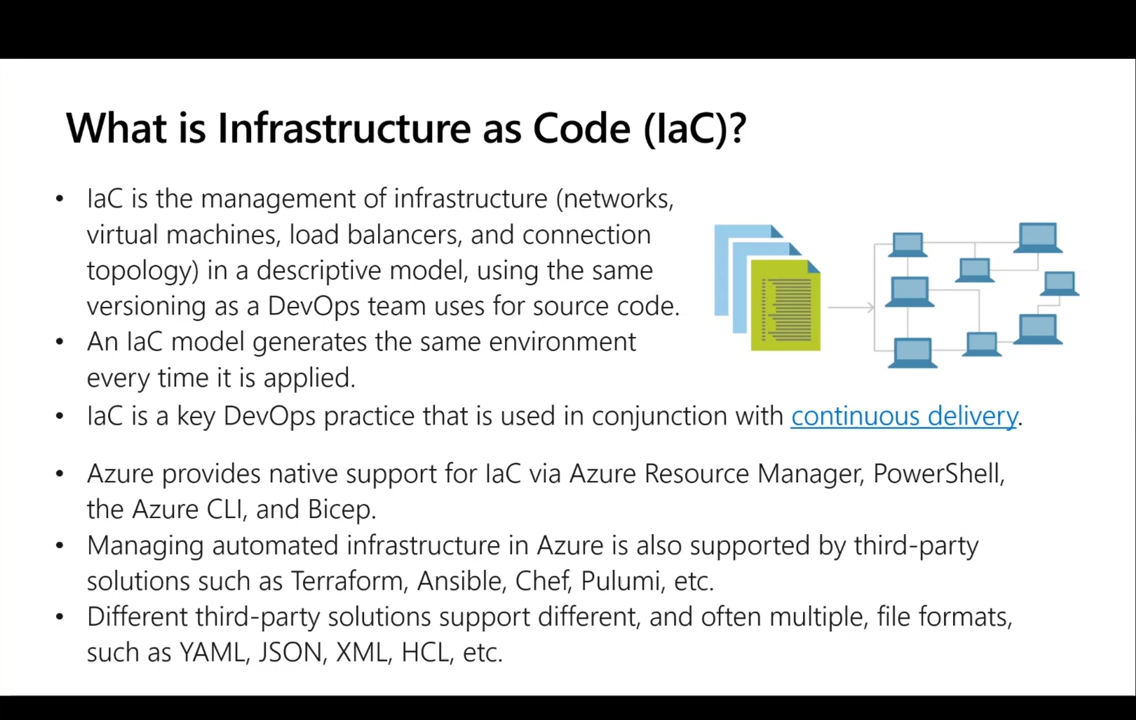 What is Infrastructure as Code (IaC)?
• IaC is the management of infrastructure (networks,
virtual machines, load balancers, and connection
topology) in a descriptive model, using the same
versioning as a DevOps team uses for source code.
• An IaC model generates the same environment
every time it is applied.
• IaC is a key DevOps practice that is used in conjunction with continuous delivery.
• Azure provides native support for IaC via Azure Resource Manager, PowerShell,
the Azure CLI, and Bicep.
• Managing automated infrastructure in Azure is also supported by third-party
solutions such as Terraform, Ansible, Chef, Pulumi, etc.
• Different third-party solutions support different, and often multiple, file formats,
such as YAML, JSON, XML, HCL, etc.